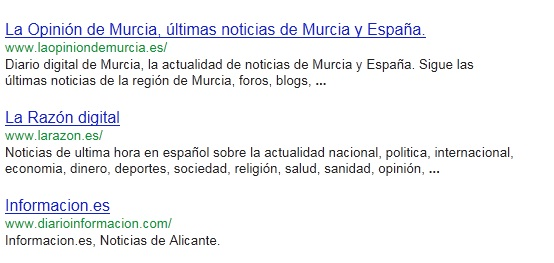 La Opinión de Murcia, últimas noticias de Murcia y España.
www.laopiniondemurcia.es/
Diario digital de Murcia, la actualidad de noticias de Murcia y España. Sigue las
últimas noticias de la región de Murcia, foros, blogs, ...
La Razón digital
www.larazon.es/
Noticias de ultima hora en español sobre la actualidad nacional, politica, internacional,
economia, dinero, deportes, sociedad, religión, salud, sanidad, opinión, ...
Informacion.es
www.diarioinformacion.com/
Informacion.es, Noticias de Alicante.